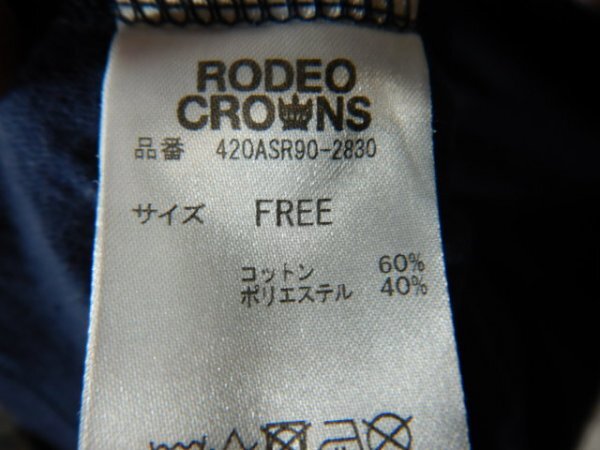 RODEO
CROWNS
品番 420ASR90-2830
サイズ FREE
コットン 60%
ポリエステル 40%